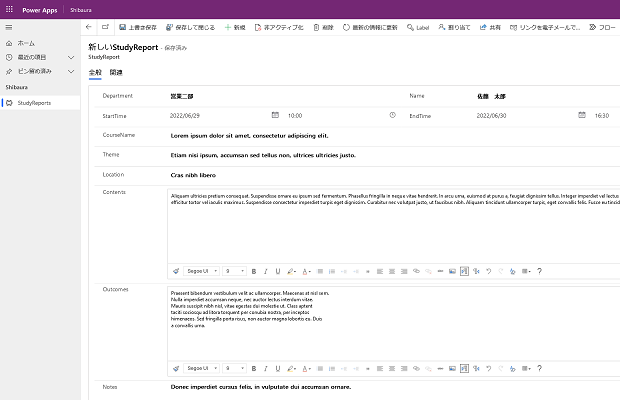 Power Apps Shibaura
上書き保存 保存して閉じる + 新規 非アクティブ化 削除 最新の情報に更新 Label 割り当て 共有 リンクを電子メールで... フロー
ホーム
最近の項目
ピン留め済み
Shibaura
StudyReports
新しいStudyReport - 保存済み
StudyReport
全般 関連
Department 営業二部 Name 佐藤 太郎
StartTime 2022/06/29 10:00 EndTime 2022/06/30 16:30
CourseName Lorem ipsum dolor sit amet, consectetur adipiscing elit.
Theme Etiam nisi ipsum, accumsan sed tellus non, ultrices ultricies justo.
Location Cras nibh libero
Contents
Aliquam ultricies pretium consequat. Suspendisse ornare eu ipsum sed fermentum. Phasellus fringilla in neque vitae hendrerit. In arcu urna, euismod at purus a, feugiat dignissim tellus. Integer imperdiet vel lectus
efficitur tortor vel iaculis maximus. Suspendisse consectetur imperdiet turpis eget dignissim. Curabitur nec volutpat justo, ut faucibus nibh. Aliquam tincidunt ullamcorper turpis, eget convallis felis. Fusce eu tincid
Segoe UI 9 B I U A ?
Outcomes
Praesent bibendum vestibulum velit ac ullamcorper. Maecenas at nisl sem.
Nulla imperdiet accumsan neque, nec auctor lectus interdum vitae.
Mauris suscipit nibh nisl, vitae egestas dui molestie ut. Class aptent
taciti sociosqu ad litora torquent per conubia nostra, per inceptos
himenaeos. Sed fringilla porta risus, non auctor magna lobortis eu. Duis
a convallis urna.
Segoe UI 9 B I U A ?
Notes Donec imperdiet cursus felis, in vulputate dui accumsan ornare.